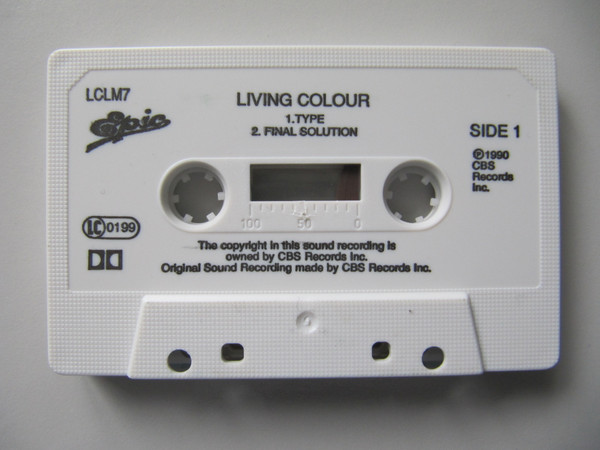 LCLM7
Epic
LIVING COLOUR
1.TYPE
2. FINAL SOLUTION
SIDE 1
℗1990
CBS
Records
Inc.
100 50 0
LC 0199
The copyright in this sound recording is
owned by CBS Records Inc.
Original Sound Recording made by CBS Records Inc.